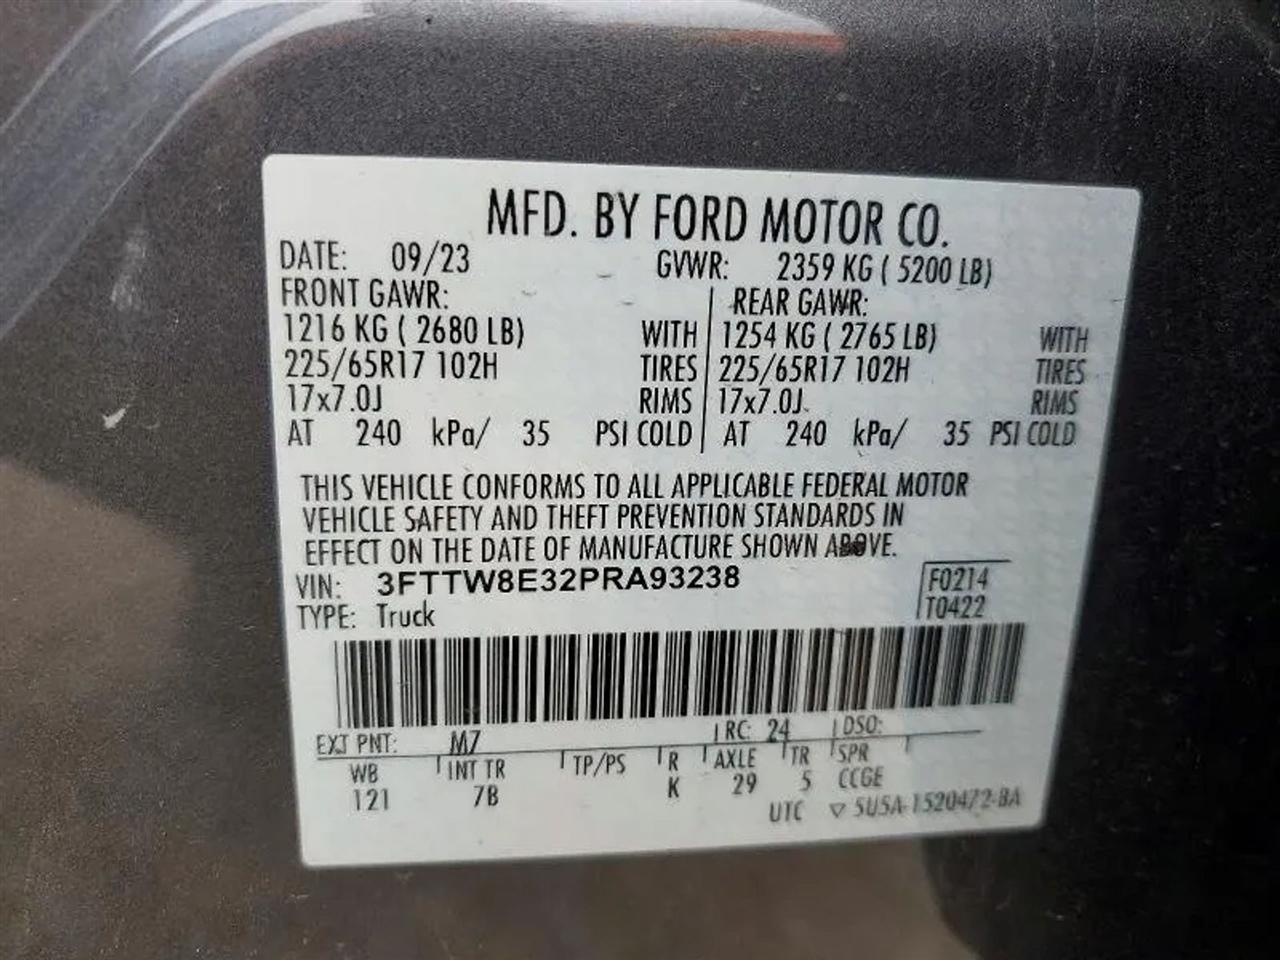 MFD. BY FORD MOTOR CO.
DATE: 09/23 GVWR: 2359 KG ( 5200 LB)
FRONT GAWR: REAR GAWR:
1216 KG ( 2680 LB) WITH 1254 KG ( 2765 LB) WITH
225/65R17 102H TIRES 225/65R17 102H TIRES
17x7.0J RIMS 17x7.0J RIMS
AT 240 kPa/ 35 PSI COLD AT 240 kPa/ 35 PSI COLD
THIS VEHICLE CONFORMS TO ALL APPLICABLE FEDERAL MOTOR
VEHICLE SAFETY AND THEFT PREVENTION STANDARDS IN
EFFECT ON THE DATE OF MANUFACTURE SHOWN ABOVE.
VIN: 3FTTW8E32PRA93238 F0214
TYPE: Truck T0422
EXT PNT: M7 RC: 24 DSO:
WB INT TR TP/PS R AXLE TR SPR
121 7B K 29 5 CCGE
UTC ▽ 5U5A-1520472-BA